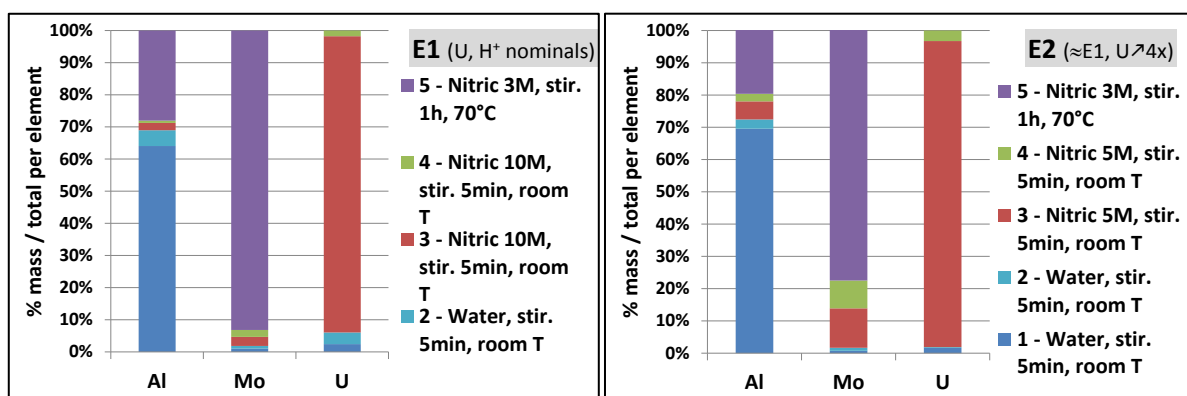 100%
90%
80%
70%
60%
50%
40%
30%
20%
10%
0%
% mass / total per element
Al Mo U
E1 (U, H⁺ nominals)
5 - Nitric 3M, stir.
1h, 70°C
4 - Nitric 10M,
stir. 5min, room
T
3 - Nitric 10M,
stir. 5min, room
T
2 - Water, stir.
5min, room T
100%
90%
80%
70%
60%
50%
40%
30%
20%
10%
0%
% mass / total per element
Al Mo U
E2 (≈E1, U↗4x)
5 - Nitric 3M, stir.
1h, 70°C
4 - Nitric 5M, stir.
5min, room T
3 - Nitric 5M, stir.
5min, room T
2 - Water, stir.
5min, room T
1 - Water, stir.
5min, room T